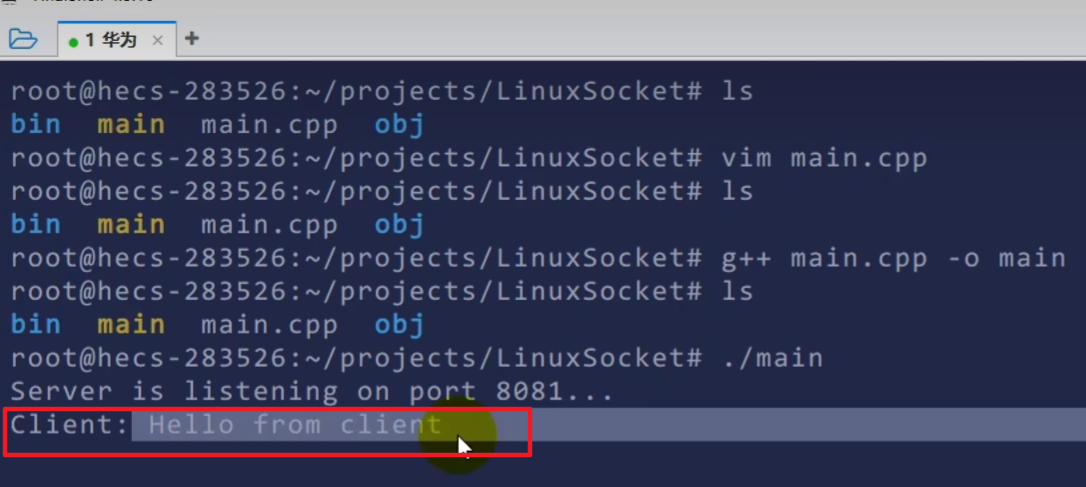 1 华为 × +
root@hecs-283526:~/projects/LinuxSocket# ls
bin main main.cpp obj
root@hecs-283526:~/projects/LinuxSocket# vim main.cpp
root@hecs-283526:~/projects/LinuxSocket# ls
bin main main.cpp obj
root@hecs-283526:~/projects/LinuxSocket# g++ main.cpp -o main
root@hecs-283526:~/projects/LinuxSocket# ls
bin main main.cpp obj
root@hecs-283526:~/projects/LinuxSocket# ./main
Server is listening on port 8081...
Client: Hello from client